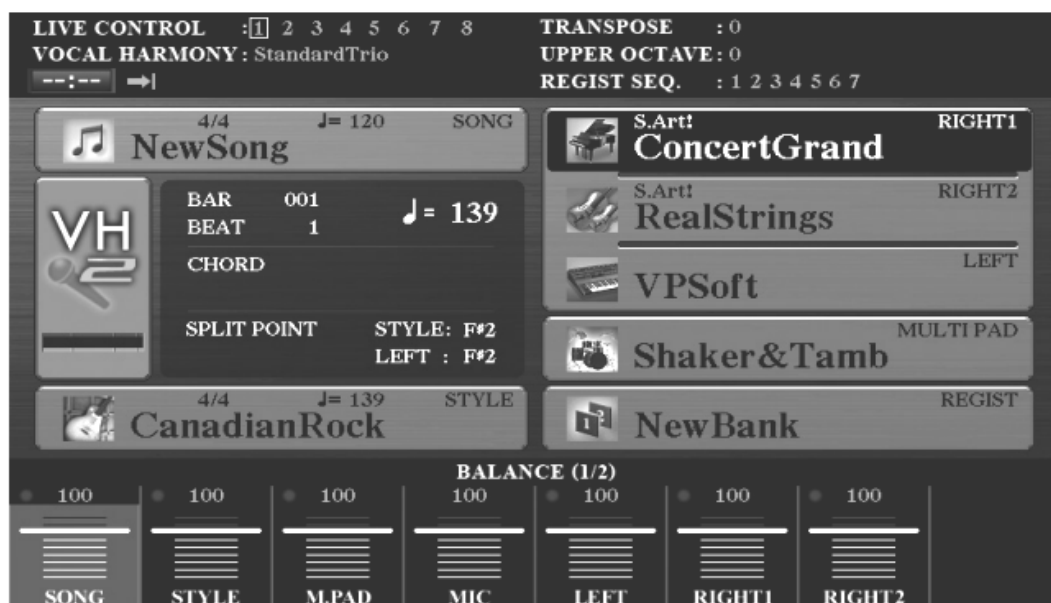 LIVE CONTROL :1 2 3 4 5 6 7 8
VOCAL HARMONY : StandardTrio
--:--
TRANSPOSE : 0
UPPER OCTAVE : 0
REGIST SEQ. : 1 2 3 4 5 6 7
4/4 ♩= 120 SONG
NewSong
VH
2
BAR 001
BEAT 1
♩= 139
CHORD
SPLIT POINT STYLE: F#2
LEFT : F#2
4/4 ♩= 139 STYLE
CanadianRock
S.Art! RIGHT1
ConcertGrand
S.Art! RIGHT2
RealStrings
LEFT
VPSoft
MULTI PAD
Shaker&Tamb
REGIST
1 3
NewBank
BALANCE (1/2)
100 100 100 100 100 100 100
SONG STYLE M.PAD MIC LEFT RIGHT1 RIGHT2